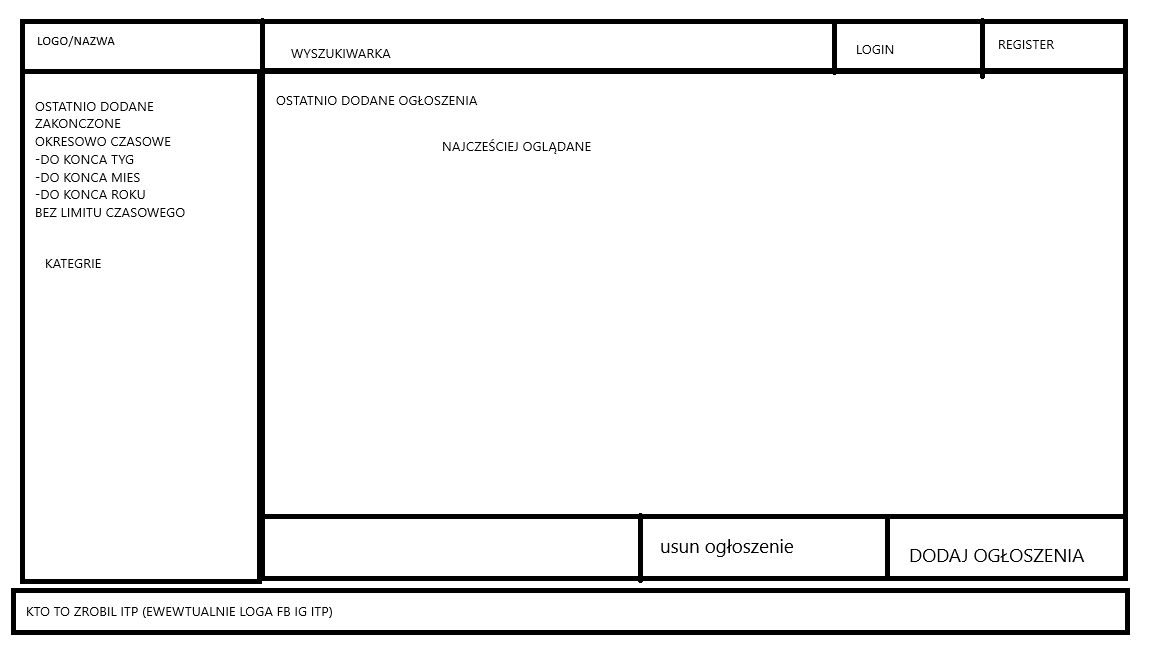 LOGO/NAZWA
WYSZUKIWARKA
LOGIN
REGISTER
OSTATNIO DODANE
ZAKONCZONE
OKRESOWO CZASOWE
-DO KONCA TYG
-DO KONCA MIES
-DO KONCA ROKU
BEZ LIMITU CZASOWEGO
KATEGRIE
OSTATNIO DODANE OGŁOSZENIA
NAJCZEŚCIEJ OGLĄDANE
usun ogłoszenie
DODAJ OGŁOSZENIA
KTO TO ZROBIL ITP (EWEWTUALNIE LOGA FB IG ITP)